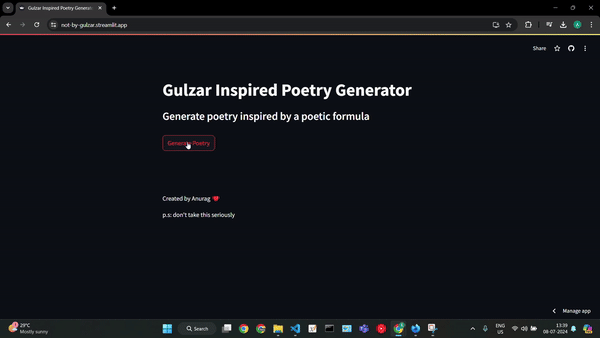 Gulzar Inspired Poetry Generator
not-by-gulzar.streamlit.app
A
Share
Gulzar Inspired Poetry Generator
Generate poetry inspired by a poetic formula
Generate Poetry
Created by Anurag
p.s: don't take this seriously
Manage app
29°C
Mostly sunny
Search
ENG
US
13:39
08-07-2024